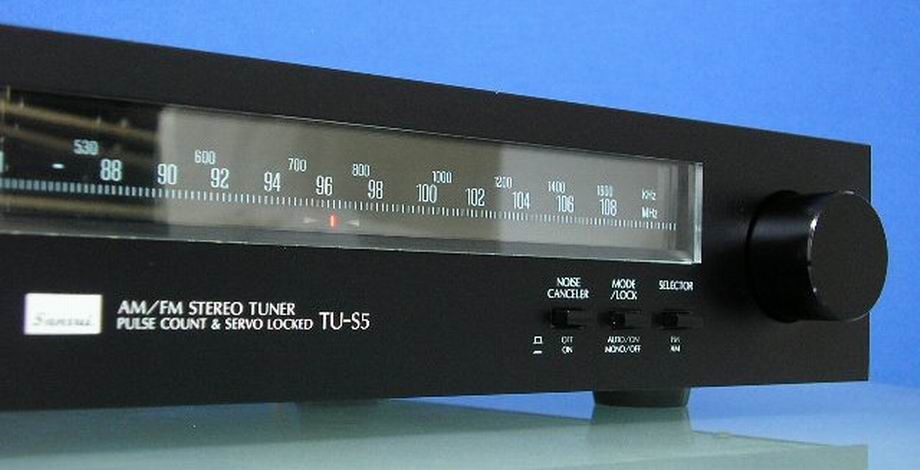 530 600 700 800 1000 1200 1400 1600 kHz
88 90 92 94 96 98 100 102 104 106 108 MHz
Sansui
AM/FM STEREO TUNER
PULSE COUNT & SERVO LOCKED TU-S5
NOISE CANCELER
MODE /LOCK
SELECTOR
OFF ON
AUTO/ON MONO/OFF
FM AM